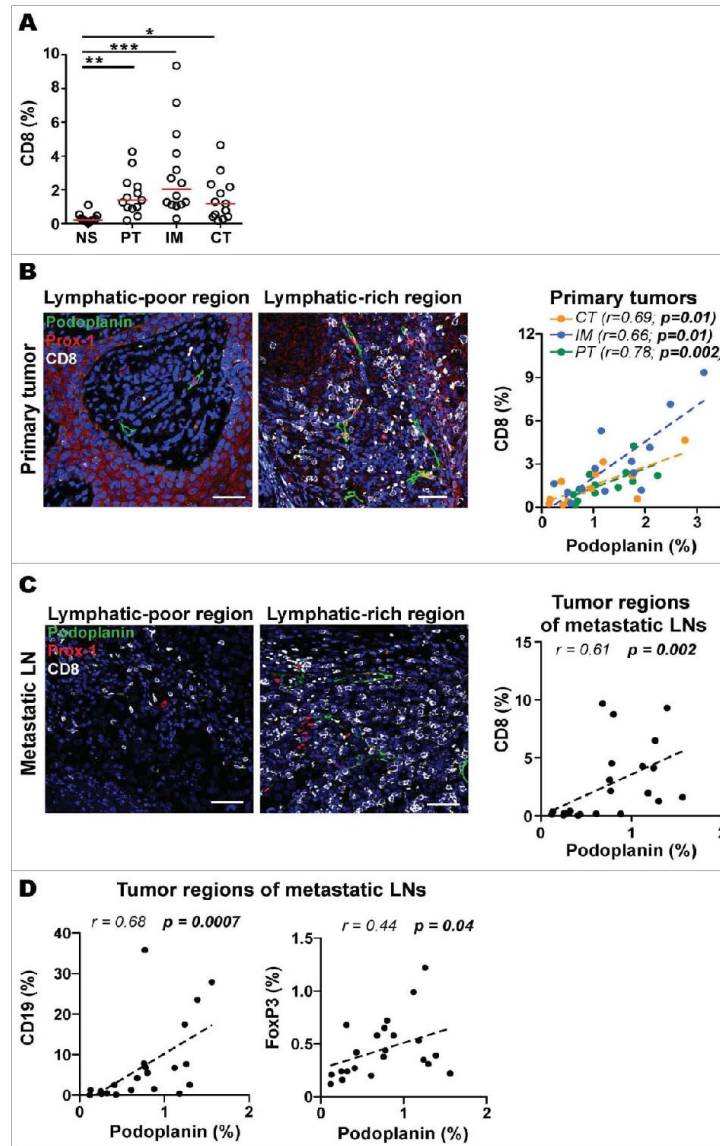 A
*
***
**
10
8
6
4
2
0
CD8 (%)
NS PT IM CT
B
Lymphatic-poor region Lymphatic-rich region
Podoplanin
Prox-1
CD8
Primary tumor
Primary tumors
CT (r=0.69; p=0.01)
IM (r=0.66; p=0.01)
PT (r=0.78; p=0.002)
12
9
6
3
0
CD8 (%)
0 1 2 3
Podoplanin (%)
C
Lymphatic-poor region Lymphatic-rich region
Podoplanin
Prox-1
CD8
Metastatic LN
Tumor regions
of metastatic LNs
r = 0.61 p = 0.002
15
10
5
0
CD8 (%)
0 1 2
Podoplanin (%)
D
Tumor regions of metastatic LNs
r = 0.68 p = 0.0007
40
30
20
10
0
CD19 (%)
0 1 2
Podoplanin (%)
r = 0.44 p = 0.04
1.5
1.0
0.5
0.0
FoxP3 (%)
0 1 2
Podoplanin (%)